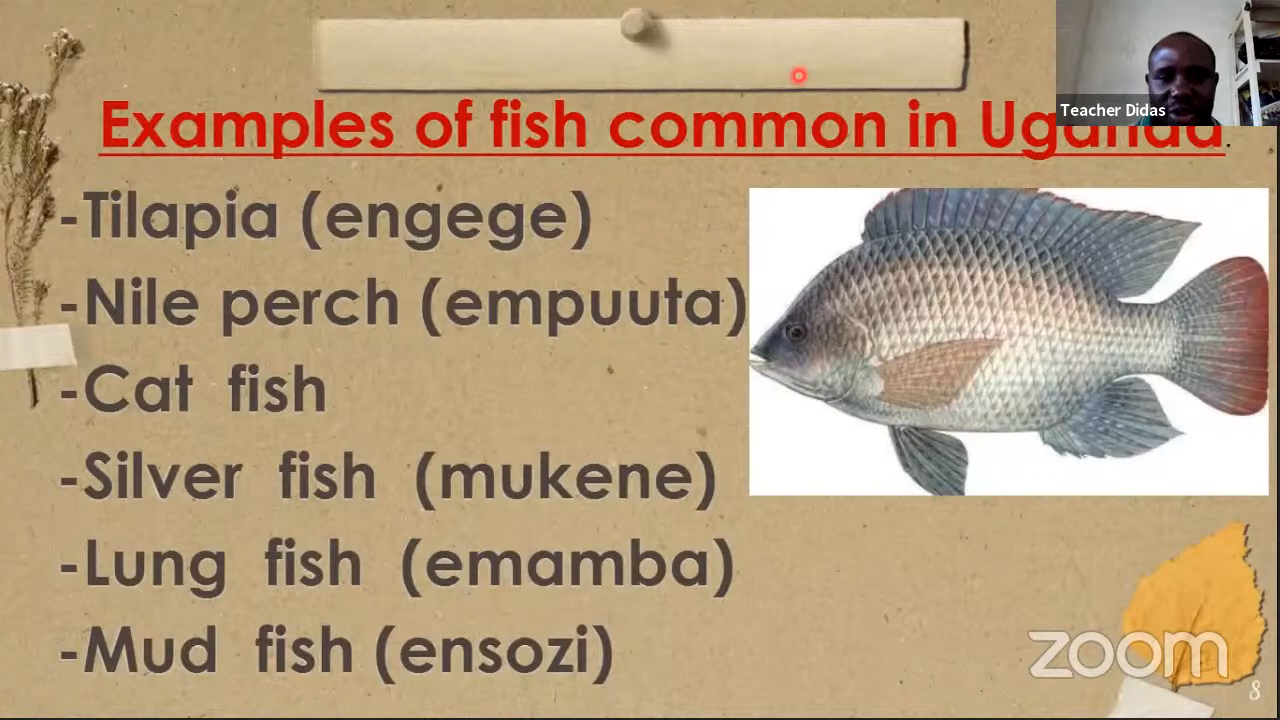 Teacher Didas
Examples of fish common in Uganda.
-Tilapia (engege)
-Nile perch (empuuta)
-Cat fish
-Silver fish (mukene)
-Lung fish (emamba)
-Mud fish (ensozi)
zoom
8